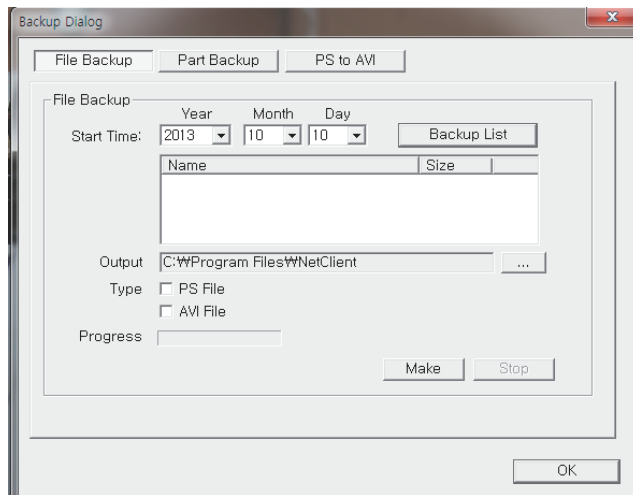 Backup Dialog
File Backup Part Backup PS to AVI
File Backup
Year Month Day
Start Time: 2013 10 10 Backup List
Name Size
Output C:₩Program Files₩NetClient ...
Type PS File
AVI File
Progress
Make Stop
OK